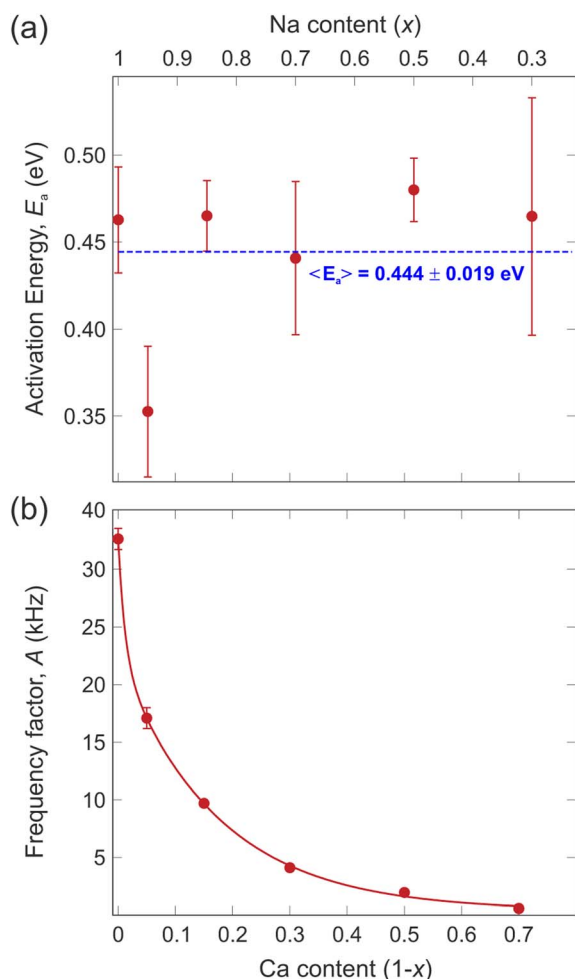 (a)
Na content (x)
1 0.9 0.8 0.7 0.6 0.5 0.4 0.3
Activation Energy, Eₐ (eV)
0.50
0.45
0.40
0.35
<Eₐ> = 0.444 ± 0.019 eV
(b)
Frequency factor, A (kHz)
40
30
25
20
15
10
5
0 0.1 0.2 0.3 0.4 0.5 0.6 0.7
Ca content (1-x)